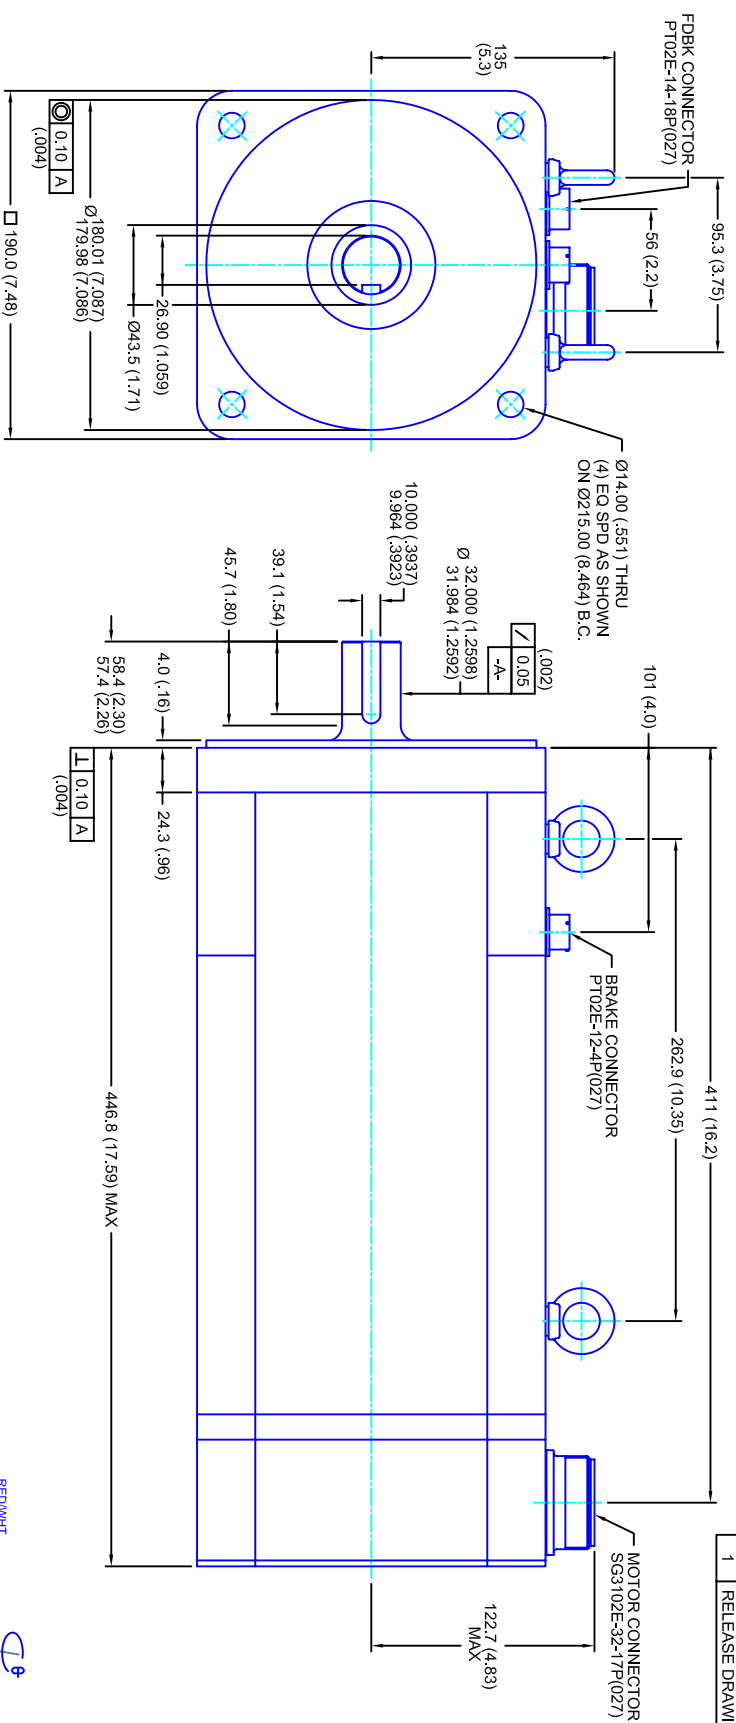 FDBK CONNECTOR
PT02E-14-18P(027)
135
(5.3)
95.3 (3.75)
56 (2.2)
Ø14.00 (.551) THRU
(4) EQ SPD AS SHOWN
ON Ø215.00 (8.464) B.C.
0.10 A
(.004)
Ø180.01 (7.087)
179.98 (7.086)
□ 190.0 (7.48)
26.90 (1.059)
Ø43.5 (1.71)
1 RELEASE DRAWI
411 (16.2)
101 (4.0)
262.9 (10.35)
BRAKE CONNECTOR
PT02E-12-4P(027)
MOTOR CONNECTOR
SG3102E-32-17P(027)
122.7 (4.83)
MAX
(.002)
0.05
-A-
Ø 32.000 (1.2598)
31.984 (1.2592)
10.000 (.3937)
9.964 (.3923)
39.1 (1.54)
45.7 (1.80)
4.0 (.16)
58.4 (2.30)
57.4 (2.26)
24.3 (.96)
⊥ 0.10 A
(.004)
446.8 (17.59) MAX
RED/WHT
θ